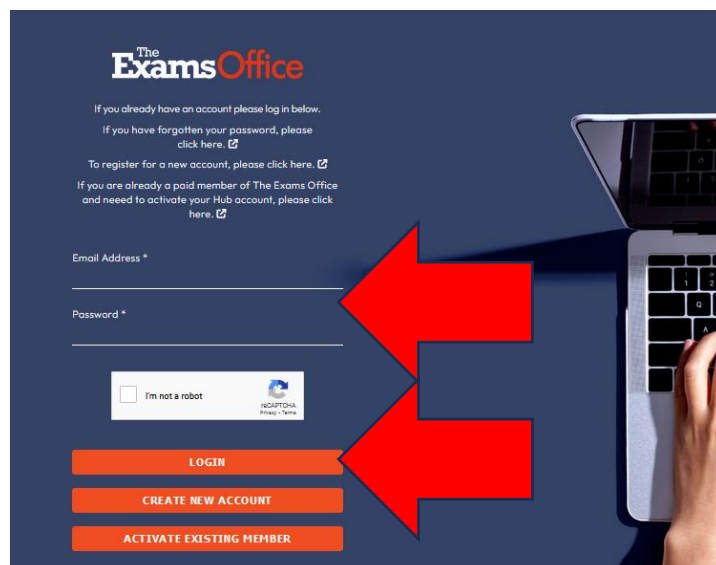 The
ExamsOffice
If you already have an account please log in below.
If you have forgotten your password, please
click here.
To register for a new account, please click here.
If you are already a paid member of The Exams Office
and neeed to activate your Hub account, please click
here.
Email Address *
Password *
I'm not a robot
reCAPTCHA
Privacy - Terms
LOGIN
CREATE NEW ACCOUNT
ACTIVATE EXISTING MEMBER
1 2
Q
A